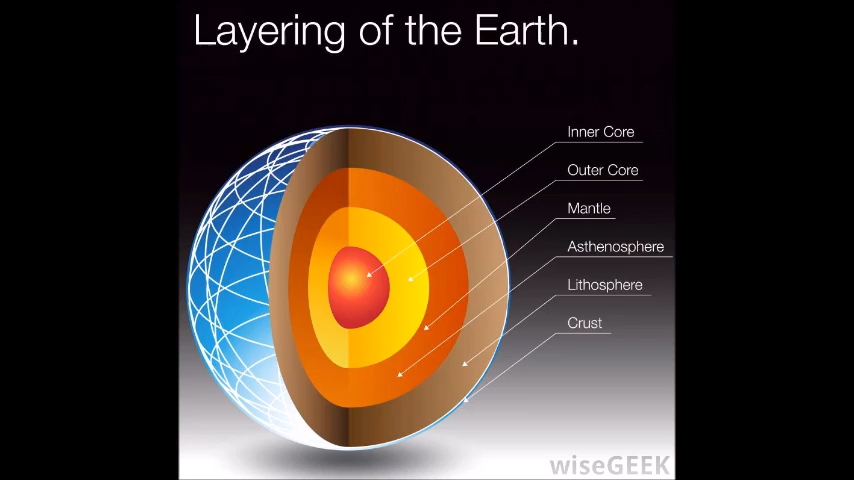 Layering of the Earth.
Inner Core
Outer Core
Mantle
Asthenosphere
Lithosphere
Crust
wiseGEEK